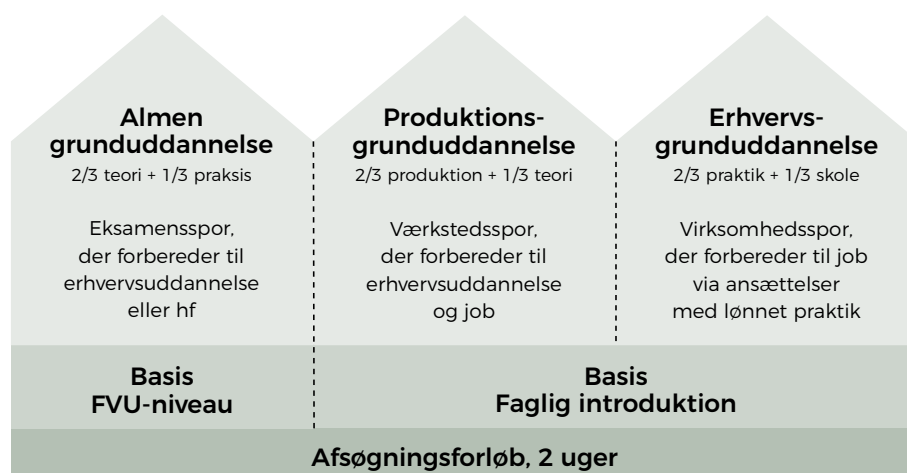 Almen
grunduddannelse
2/3 teori + 1/3 praksis
Eksamensspor,
der forbereder til
erhvervsuddannelse
eller hf
Produktions-
grunduddannelse
2/3 produktion + 1/3 teori
Værkstedsspor,
der forbereder til
erhvervsuddannelse
og job
Erhvervs-
grunduddannelse
2/3 praktik + 1/3 skole
Virksomhedsspor,
der forbereder til job
via ansættelser
med lønnet praktik
Basis
FVU-niveau
Basis
Faglig introduktion
Afsøgningsforløb, 2 uger